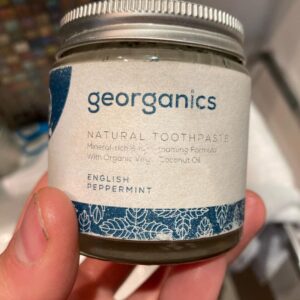 georganics
NATURAL TOOTHPASTE
Mineral-rich Formula
With Organic Coconut Oil
ENGLISH
PEPPERMINT